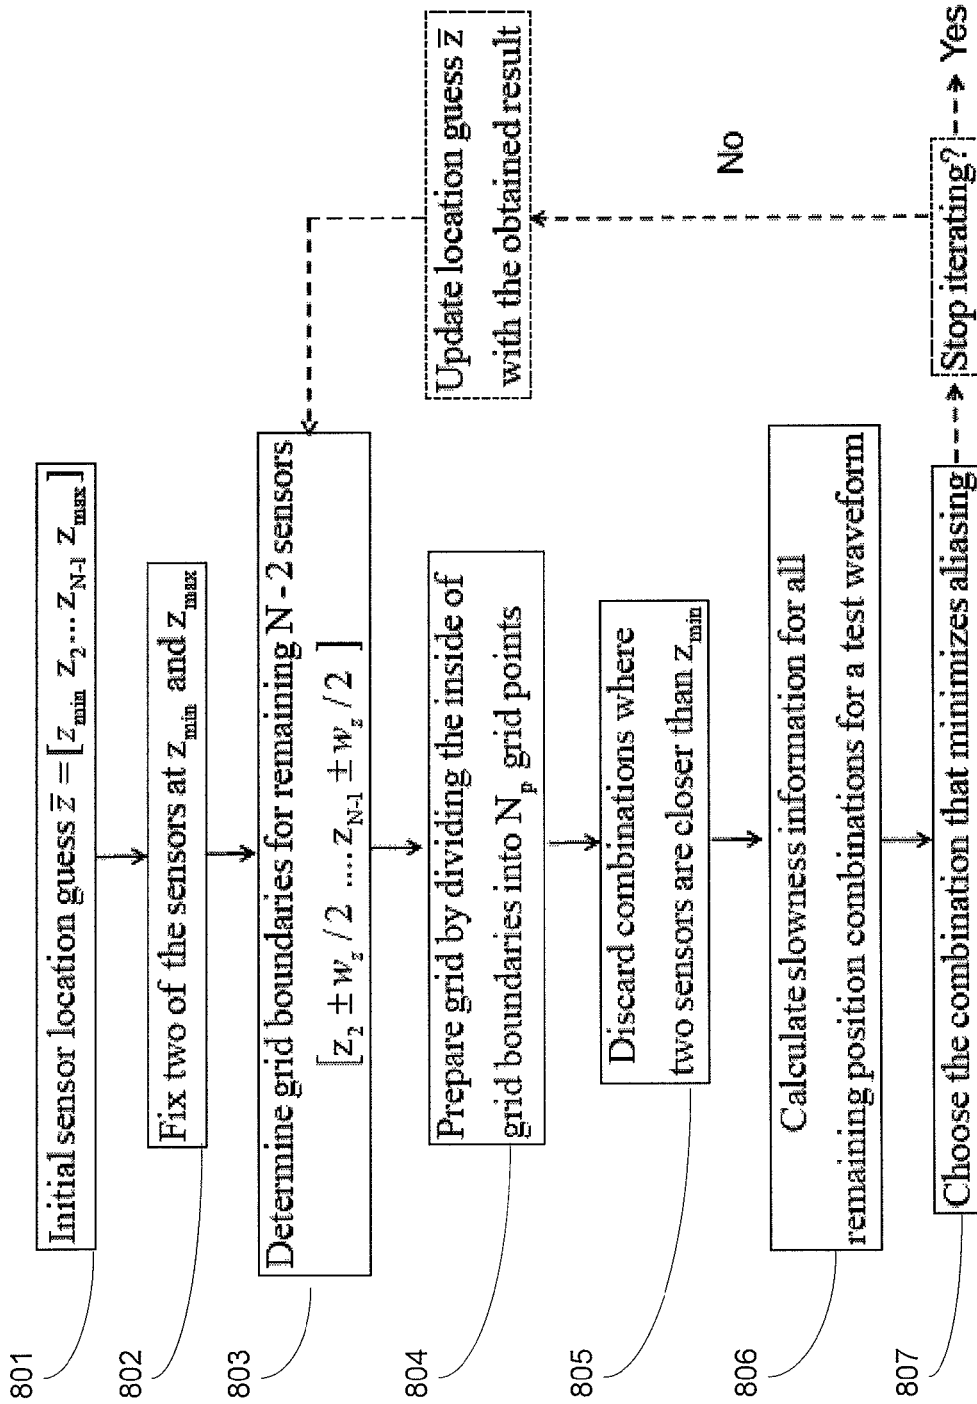 801
Initial sensor location guess z̄ = [z_min z_2... z_N-1 z_max]
802
Fix two of the sensors at z_min and z_max
803
Determine grid boundaries for remaining N - 2 sensors
[z_2 ± w_z / 2 .... z_N-1 ± w_z / 2 ]
804
Prepare grid by dividing the inside of
grid boundaries into N_p grid points
805
Discard combinations where
two sensors are closer than z_min
806
Calculate slowness information for all
remaining position combinations for a test waveform
807
Choose the combination that minimizes aliasing
Stop iterating?
Yes
No
Update location guess z̄
with the obtained result